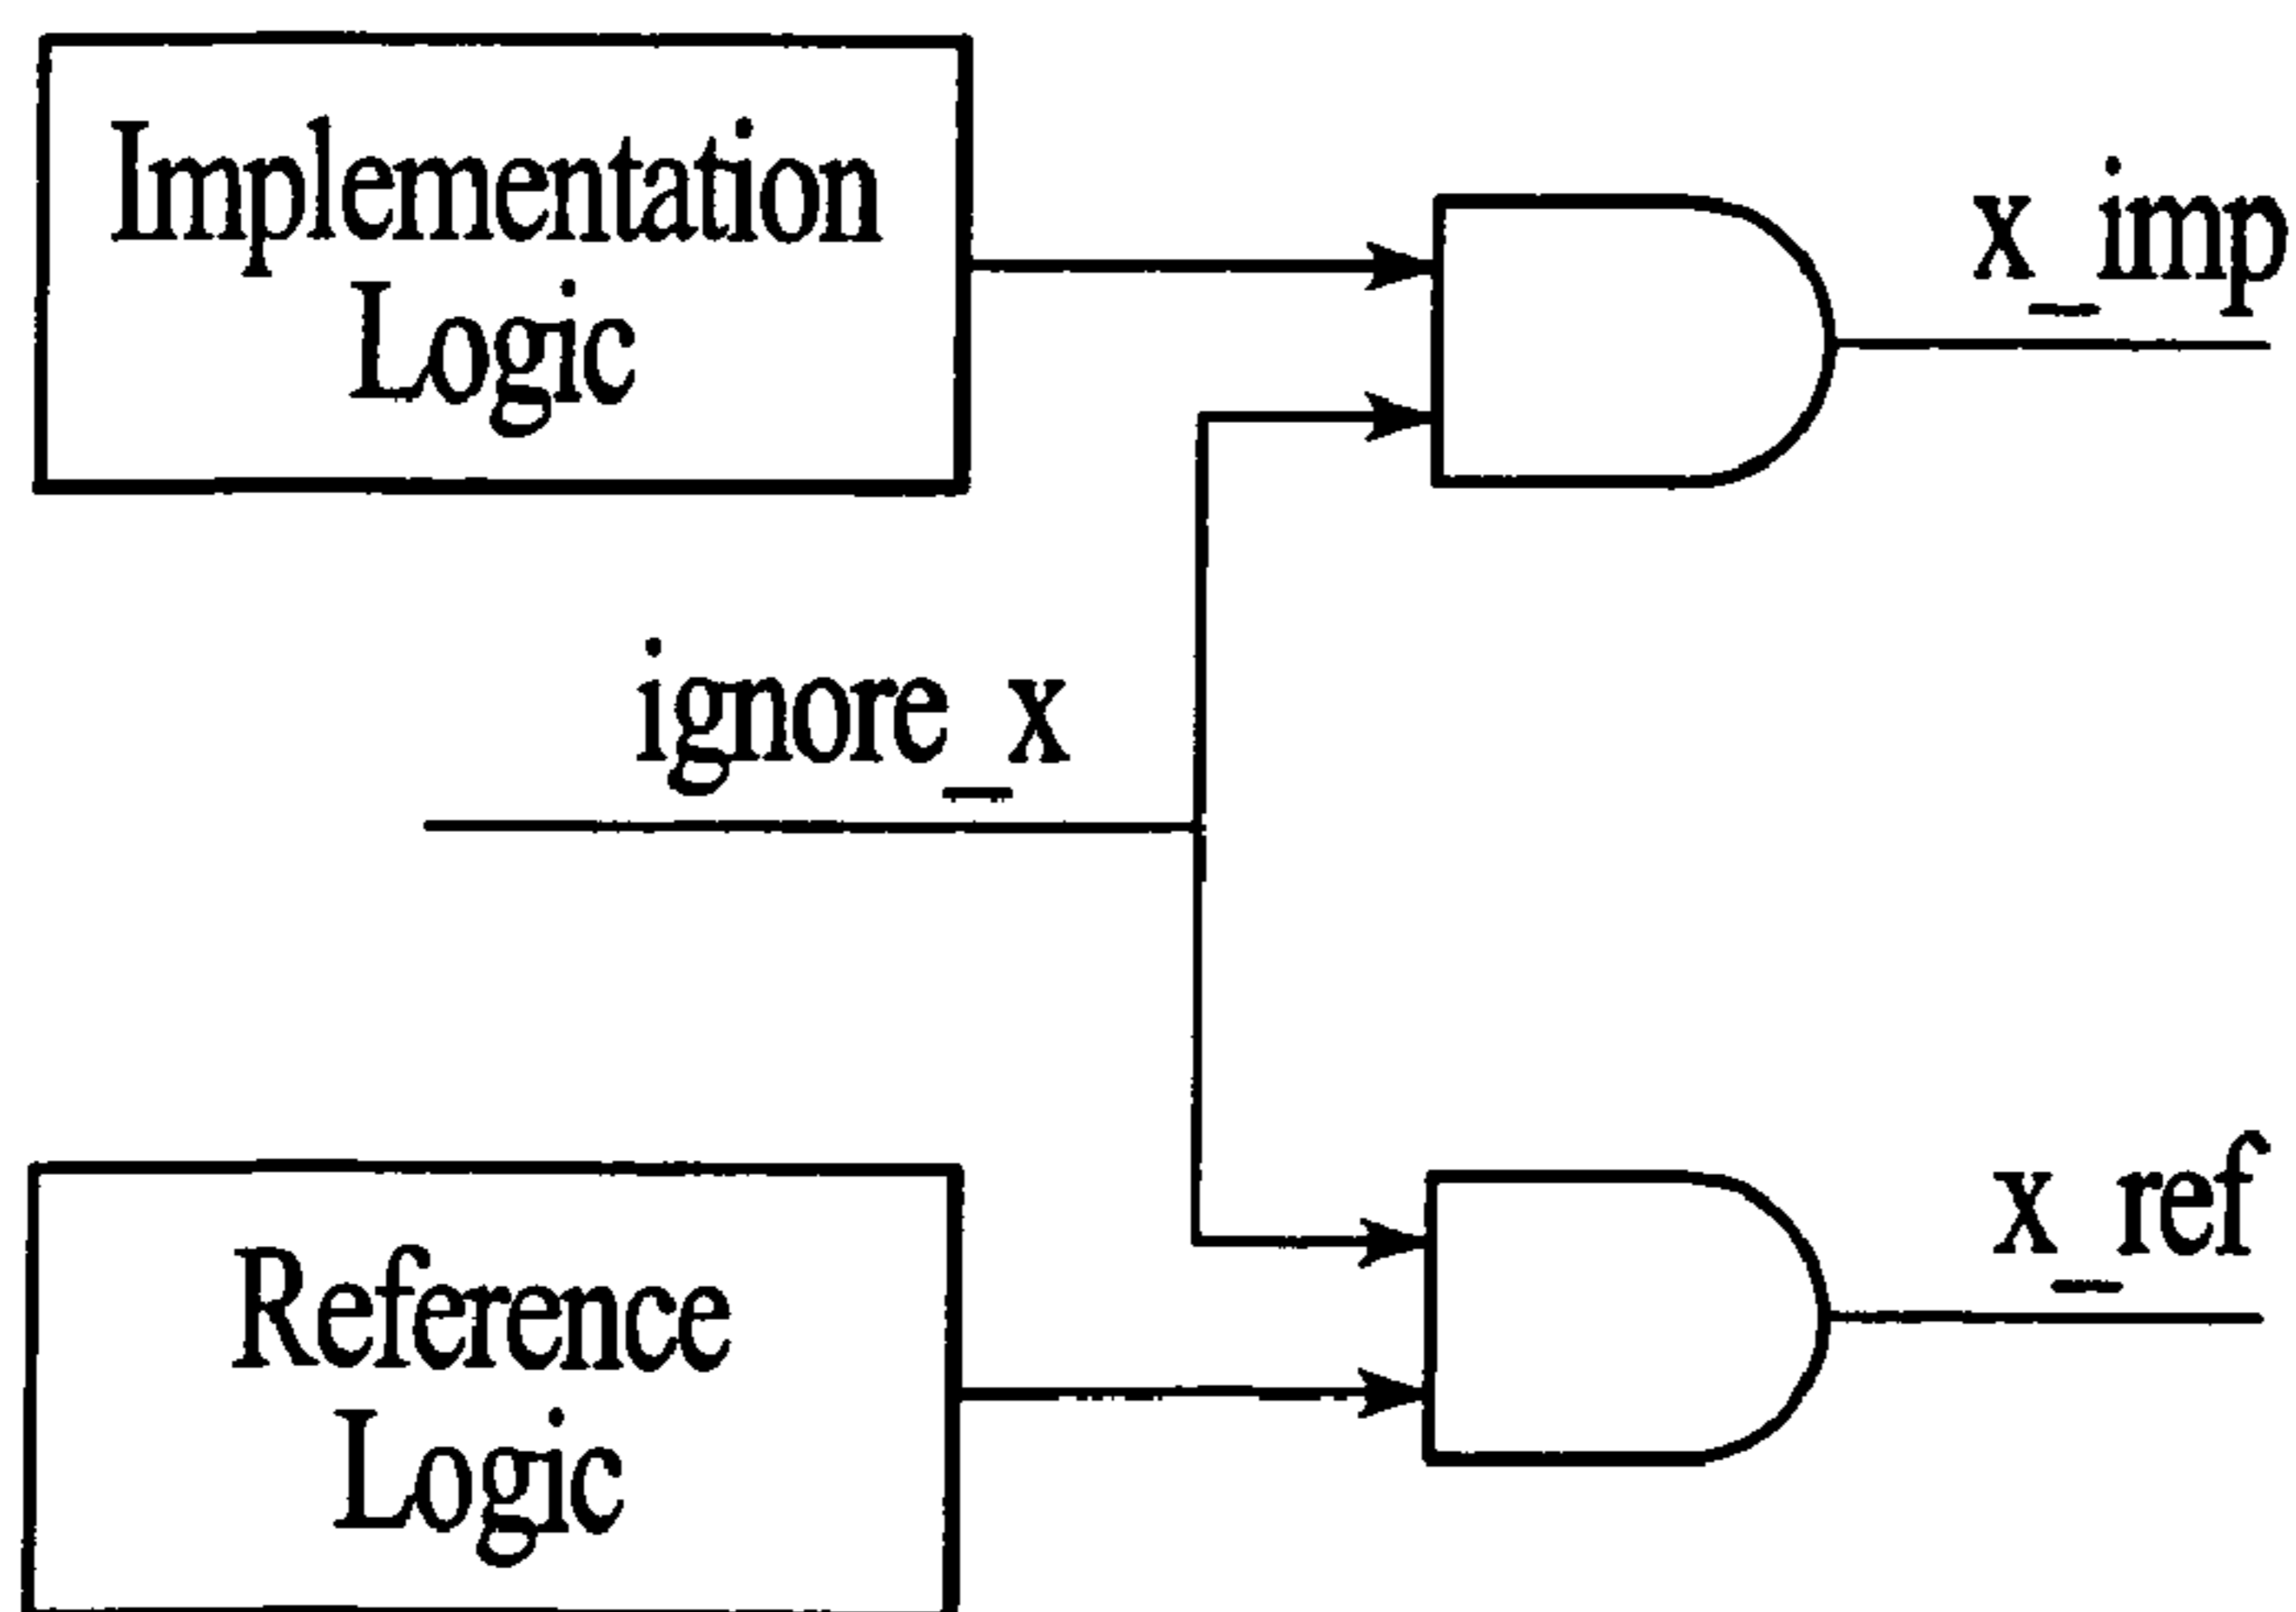 Implementation
Logic
x_imp
ignore_x
Reference
Logic
x_ref